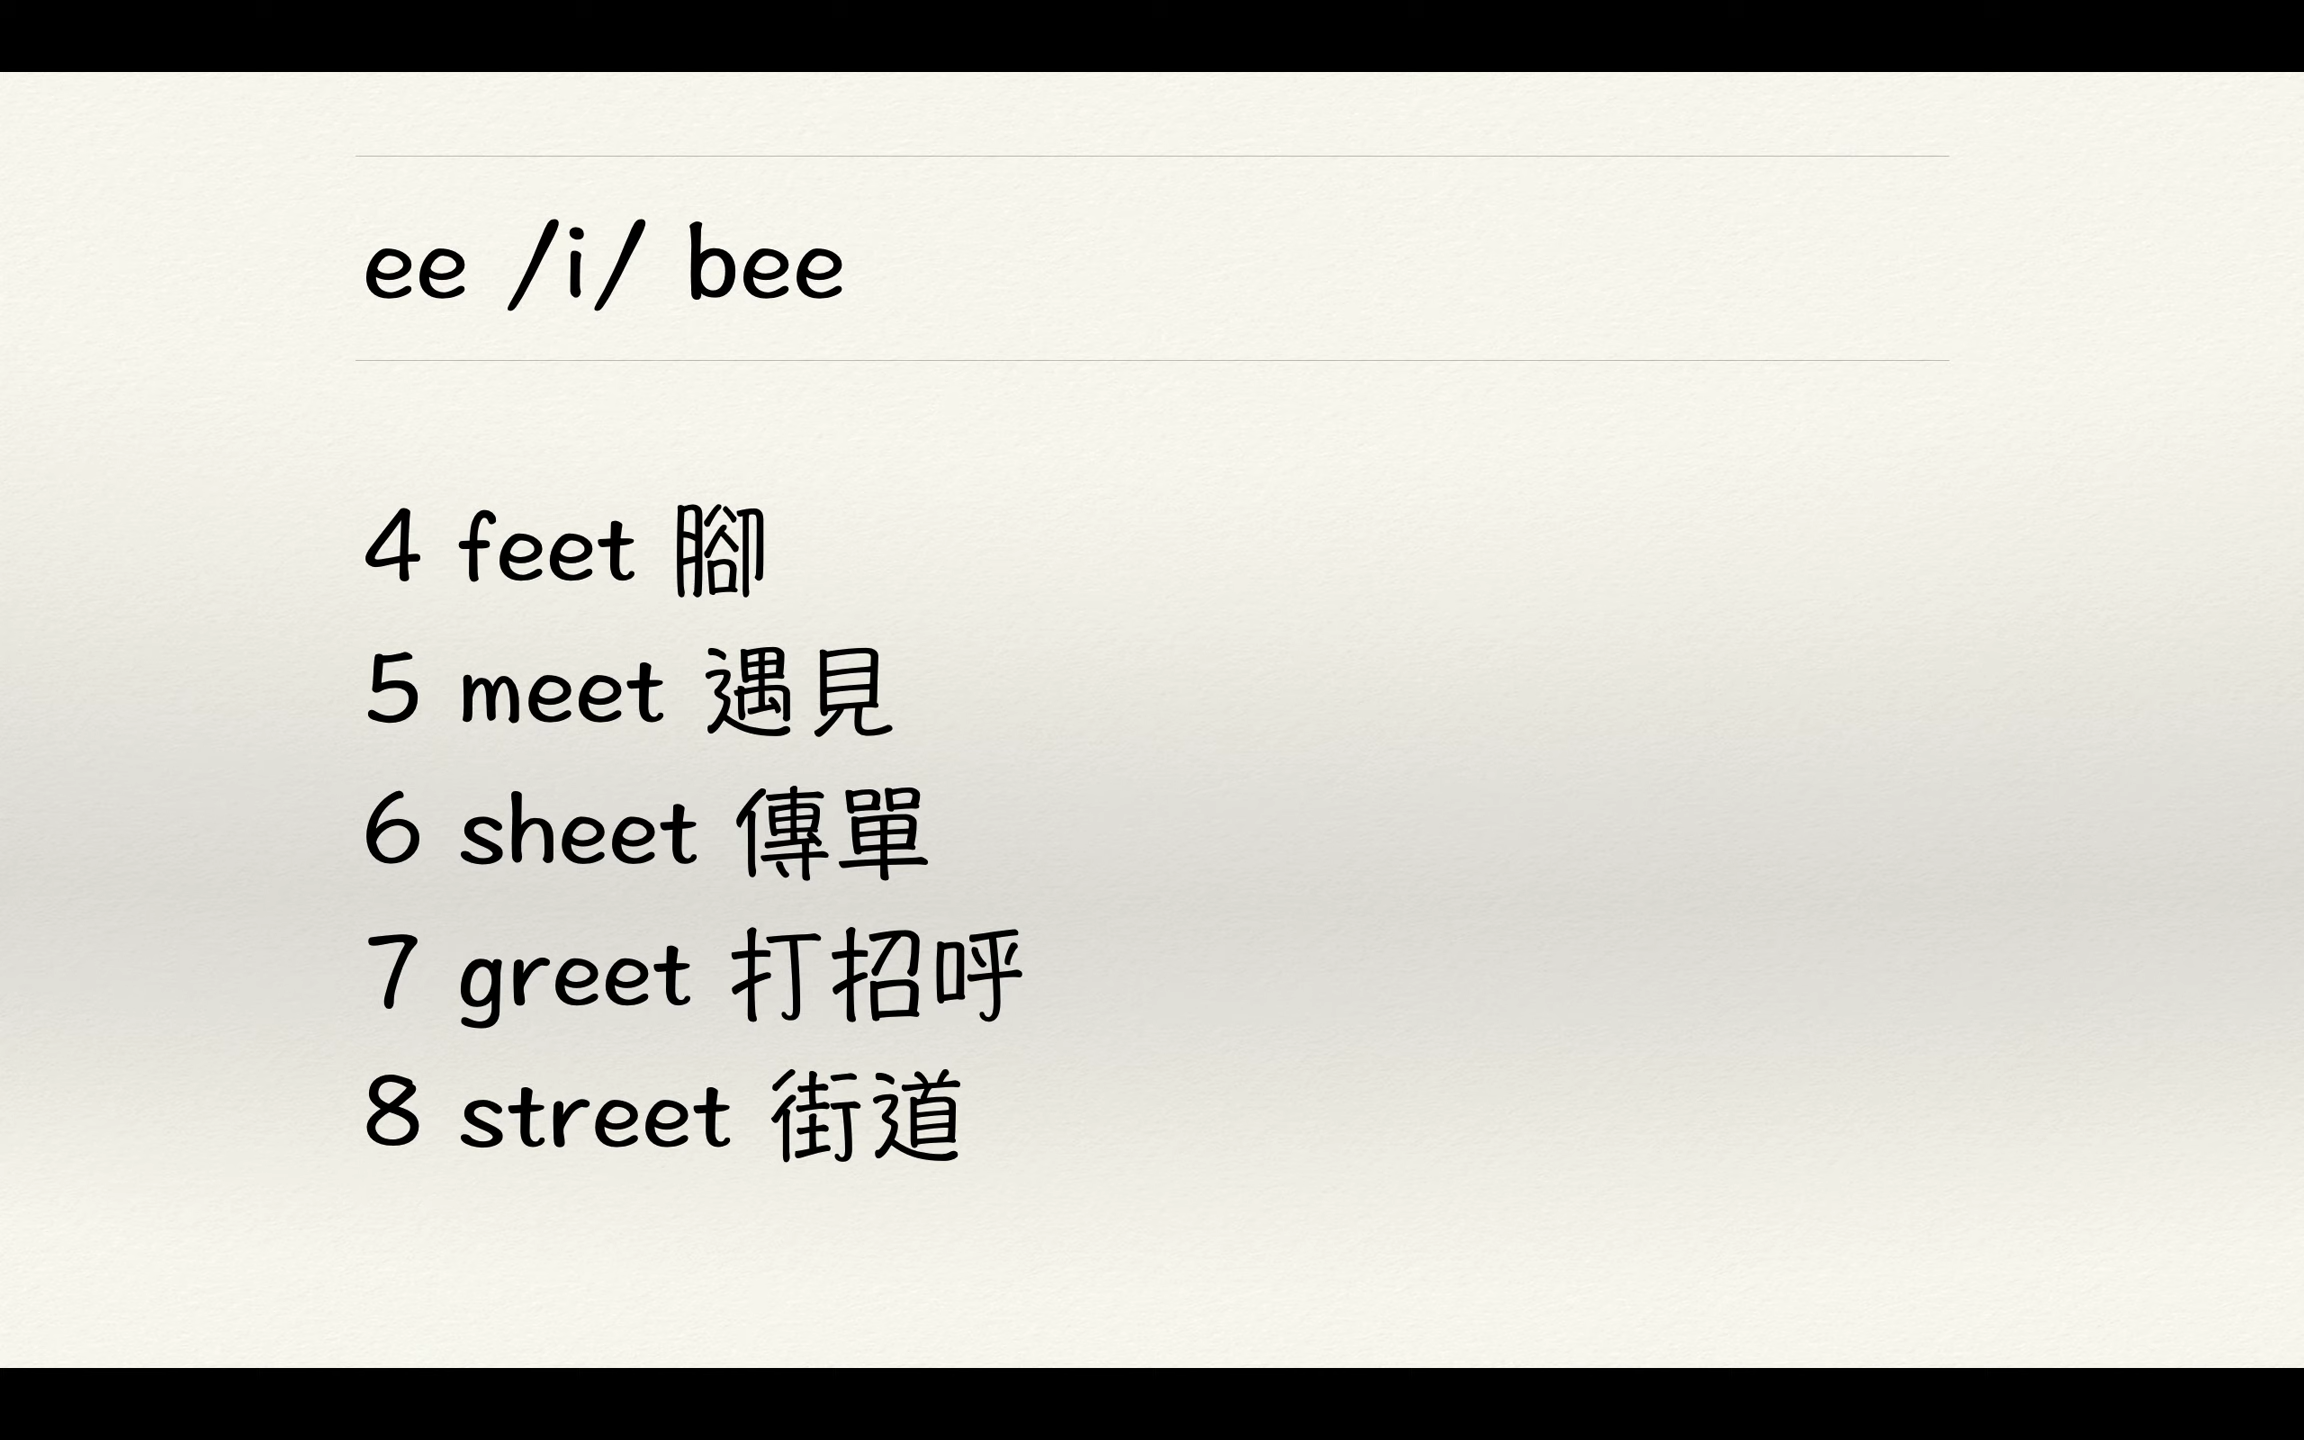 ee /i/ bee
4 feet 腳
5 meet 遇見
6 sheet 傳單
7 greet 打招呼
8 street 街道